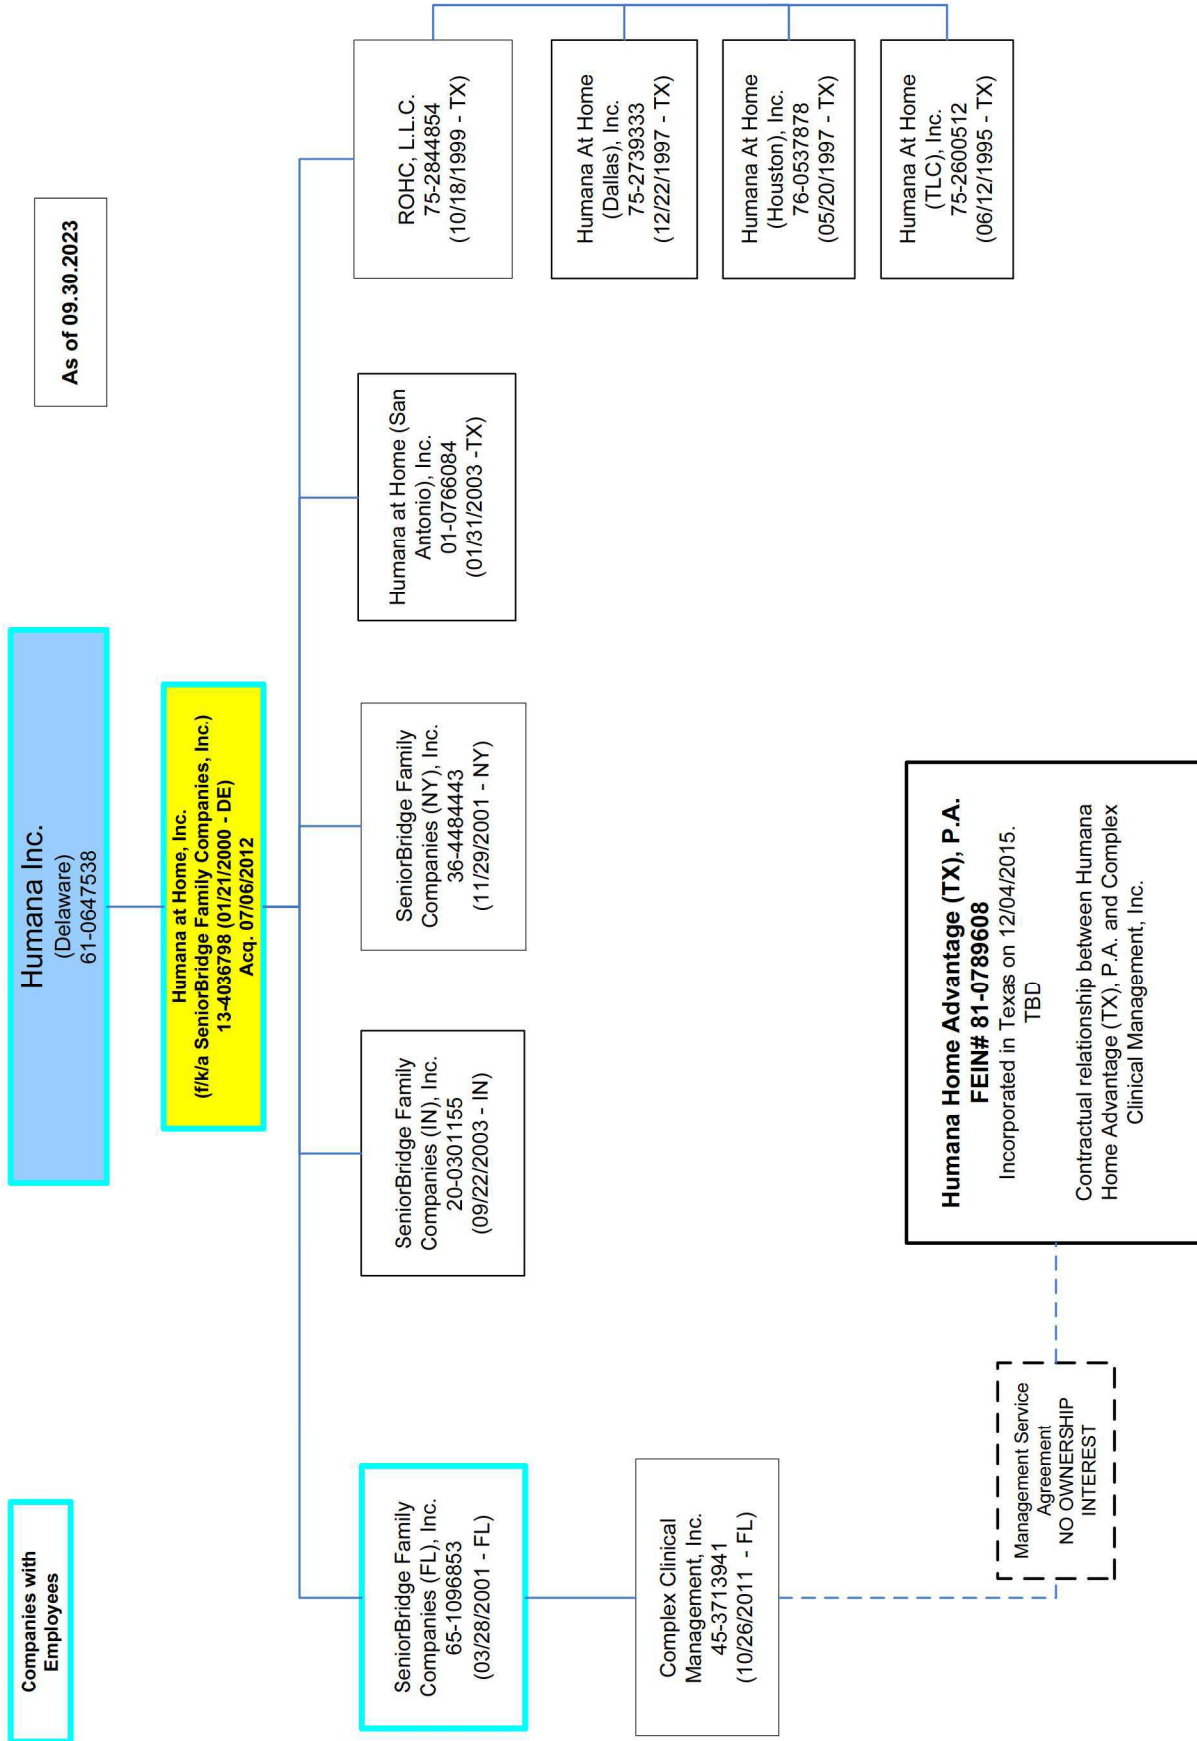 Companies with
Employees
Humana Inc.
(Delaware)
61-0647538
As of 09.30.2023
Humana at Home, Inc.
(f/k/a SeniorBridge Family Companies, Inc.)
13-4036798 (01/21/2000 - DE)
Acq. 07/06/2012
SeniorBridge Family
Companies (FL), Inc.
65-1096853
(03/28/2001 - FL)
SeniorBridge Family
Companies (IN), Inc.
20-0301155
(09/22/2003 - IN)
SeniorBridge Family
Companies (NY), Inc.
36-4484443
(11/29/2001 - NY)
Humana at Home (San
Antonio), Inc.
01-0766084
(01/31/2003 -TX)
ROHC, L.L.C.
75-2844854
(10/18/1999 - TX)
Humana At Home
(Dallas), Inc.
75-2739333
(12/22/1997 - TX)
Humana At Home
(Houston), Inc.
76-0537878
(05/20/1997 - TX)
Humana At Home
(TLC), Inc.
75-2600512
(06/12/1995 - TX)
Complex Clinical
Management, Inc.
45-3713941
(10/26/2011 - FL)
Management Service
Agreement
NO OWNERSHIP
INTEREST
Humana Home Advantage (TX), P.A.
FEIN# 81-0789608
Incorporated in Texas on 12/04/2015.
TBD
Contractual relationship between Humana
Home Advantage (TX), P.A. and Complex
Clinical Management, Inc.